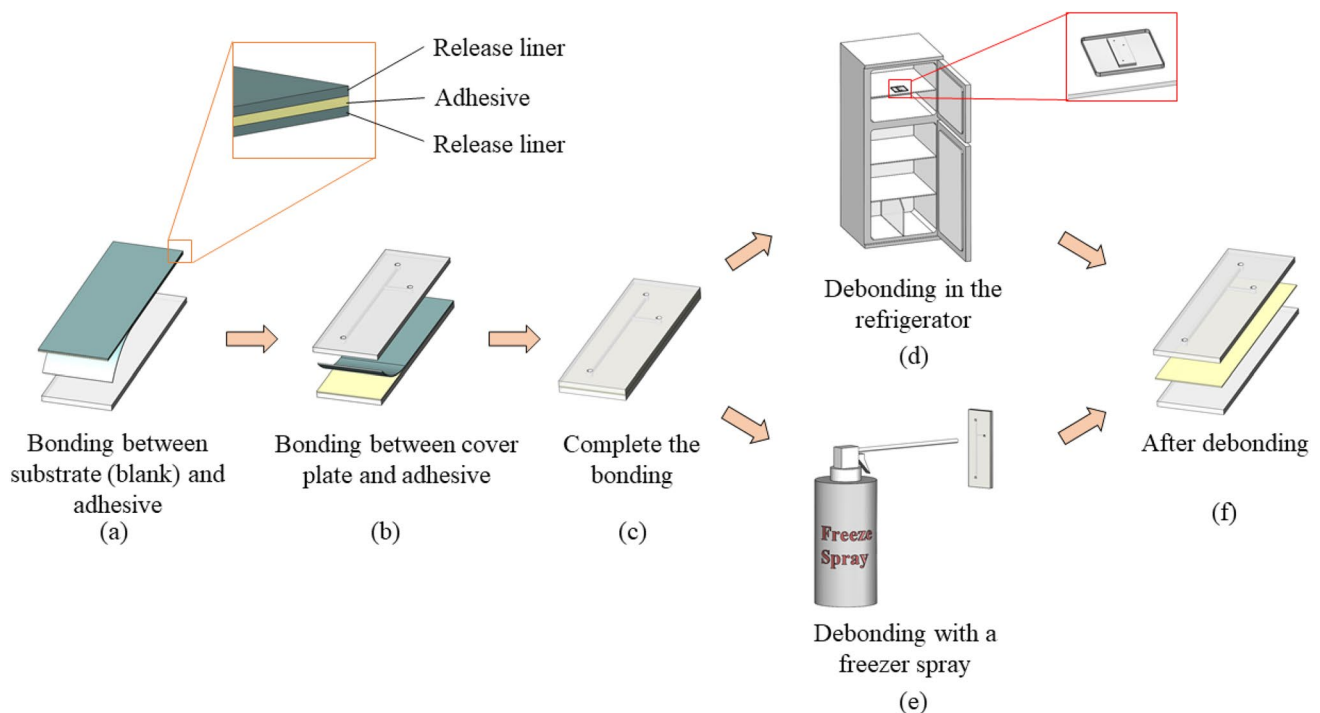 Release liner
Adhesive
Release liner
Bonding between
substrate (blank) and
adhesive
(a)
Bonding between cover
plate and adhesive
(b)
Complete the
bonding
(c)
Debonding in the
refrigerator
(d)
Freeze
Spray
Debonding with a
freezer spray
(e)
After debonding
(f)